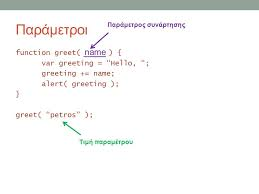 Παράμετροι
Παράμετρος συνάρτησης
function greet( name ) {
var greeting = "Hello, ";
greeting += name;
alert( greeting );
}
greet( "petros" );
Τιμή παραμέτρου